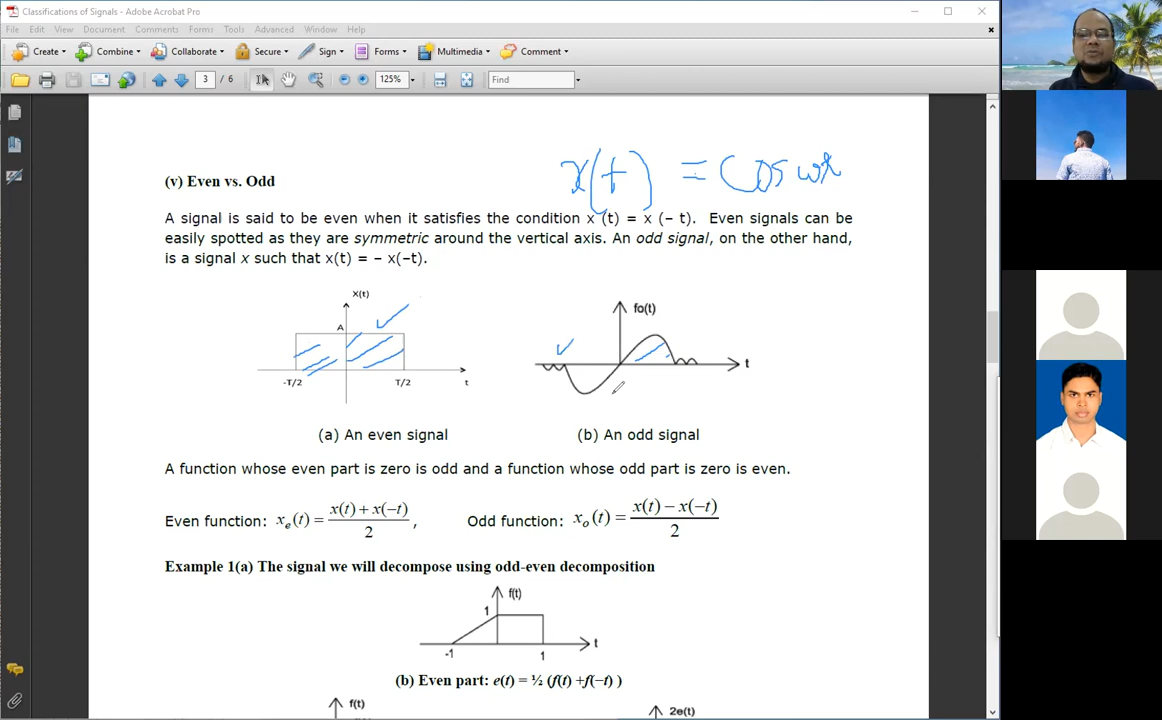 Classifications of Signals - Adobe Acrobat Pro
File Edit View Document Comments Forms Tools Advanced Window Help
Create Combine Collaborate Secure Sign Forms Multimedia Comment
3 / 6 125% Find
x(t) = Cos wt
(v) Even vs. Odd
A signal is said to be even when it satisfies the condition x (t) = x (- t). Even signals can be
easily spotted as they are symmetric around the vertical axis. An odd signal, on the other hand,
is a signal x such that x(t) = - x(-t).
X(t)
A
-T/2 T/2 t
fo(t)
t
(a) An even signal (b) An odd signal
A function whose even part is zero is odd and a function whose odd part is zero is even.
Even function: xₑ(t) = x(t)+x(−t) / 2 , Odd function: xₒ(t) = x(t)−x(−t) / 2
Example 1(a) The signal we will decompose using odd-even decomposition
f(t)
1
t
-1 1
(b) Even part: e(t) = ½ (f(t) +f(−t) )
f(t) 2e(t)